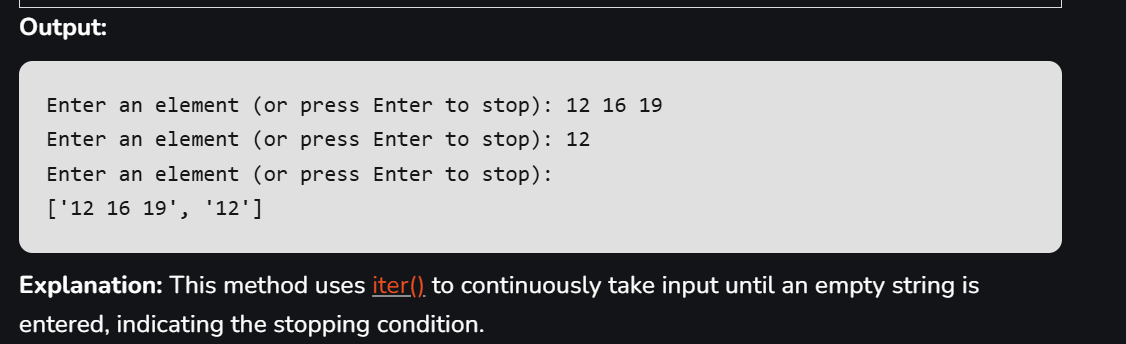 Output:
Enter an element (or press Enter to stop): 12 16 19
Enter an element (or press Enter to stop): 12
Enter an element (or press Enter to stop):
['12 16 19', '12']
Explanation: This method uses iter() to continuously take input until an empty string is
entered, indicating the stopping condition.